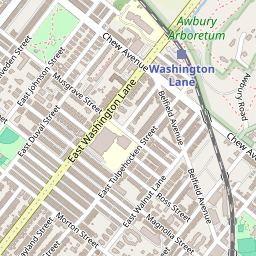 Awbury
Arboretum
Chew Avenue
Washington
Lane
Awbury Road
East Johnson Street
Musgrave Street
East Washington Lane
Belfield Avenue
Chew
East Duval Street
East Tulpehocken Street
East Walnut Lane
Ross Street
Belfield Avenue
Morton Street
Magnolia Street